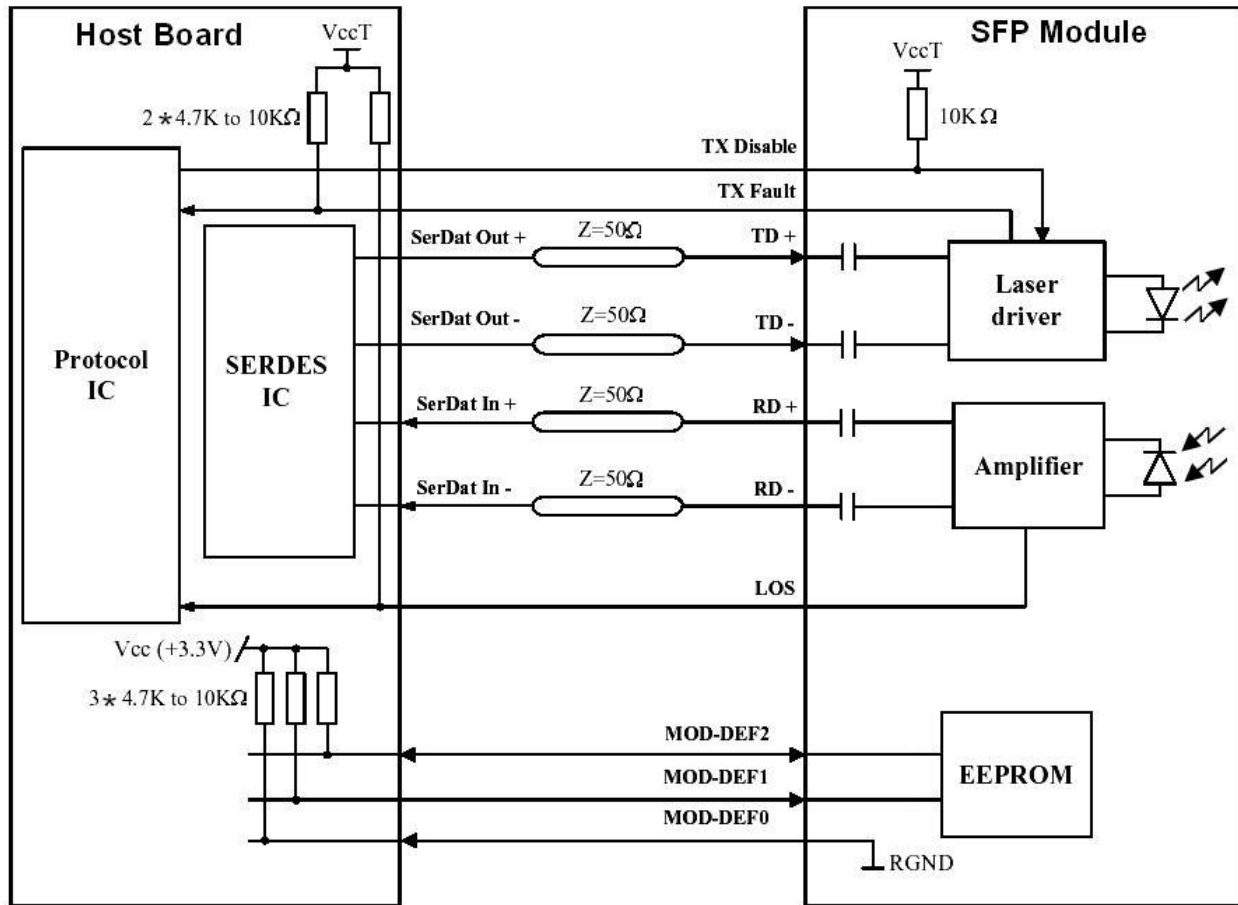 Host Board
SFP Module
VccT
VccT
2*4.7K to 10KΩ
10KΩ
TX Disable
TX Fault
SerDat Out +
Z=50Ω
TD +
Laser
driver
SerDat Out -
Z=50Ω
TD -
Protocol
IC
SERDES
IC
SerDat In +
Z=50Ω
RD +
Amplifier
SerDat In -
Z=50Ω
RD -
LOS
Vcc (+3.3V)
3*4.7K to 10KΩ
MOD-DEF2
MOD-DEF1
EEPROM
MOD-DEF0
RGND